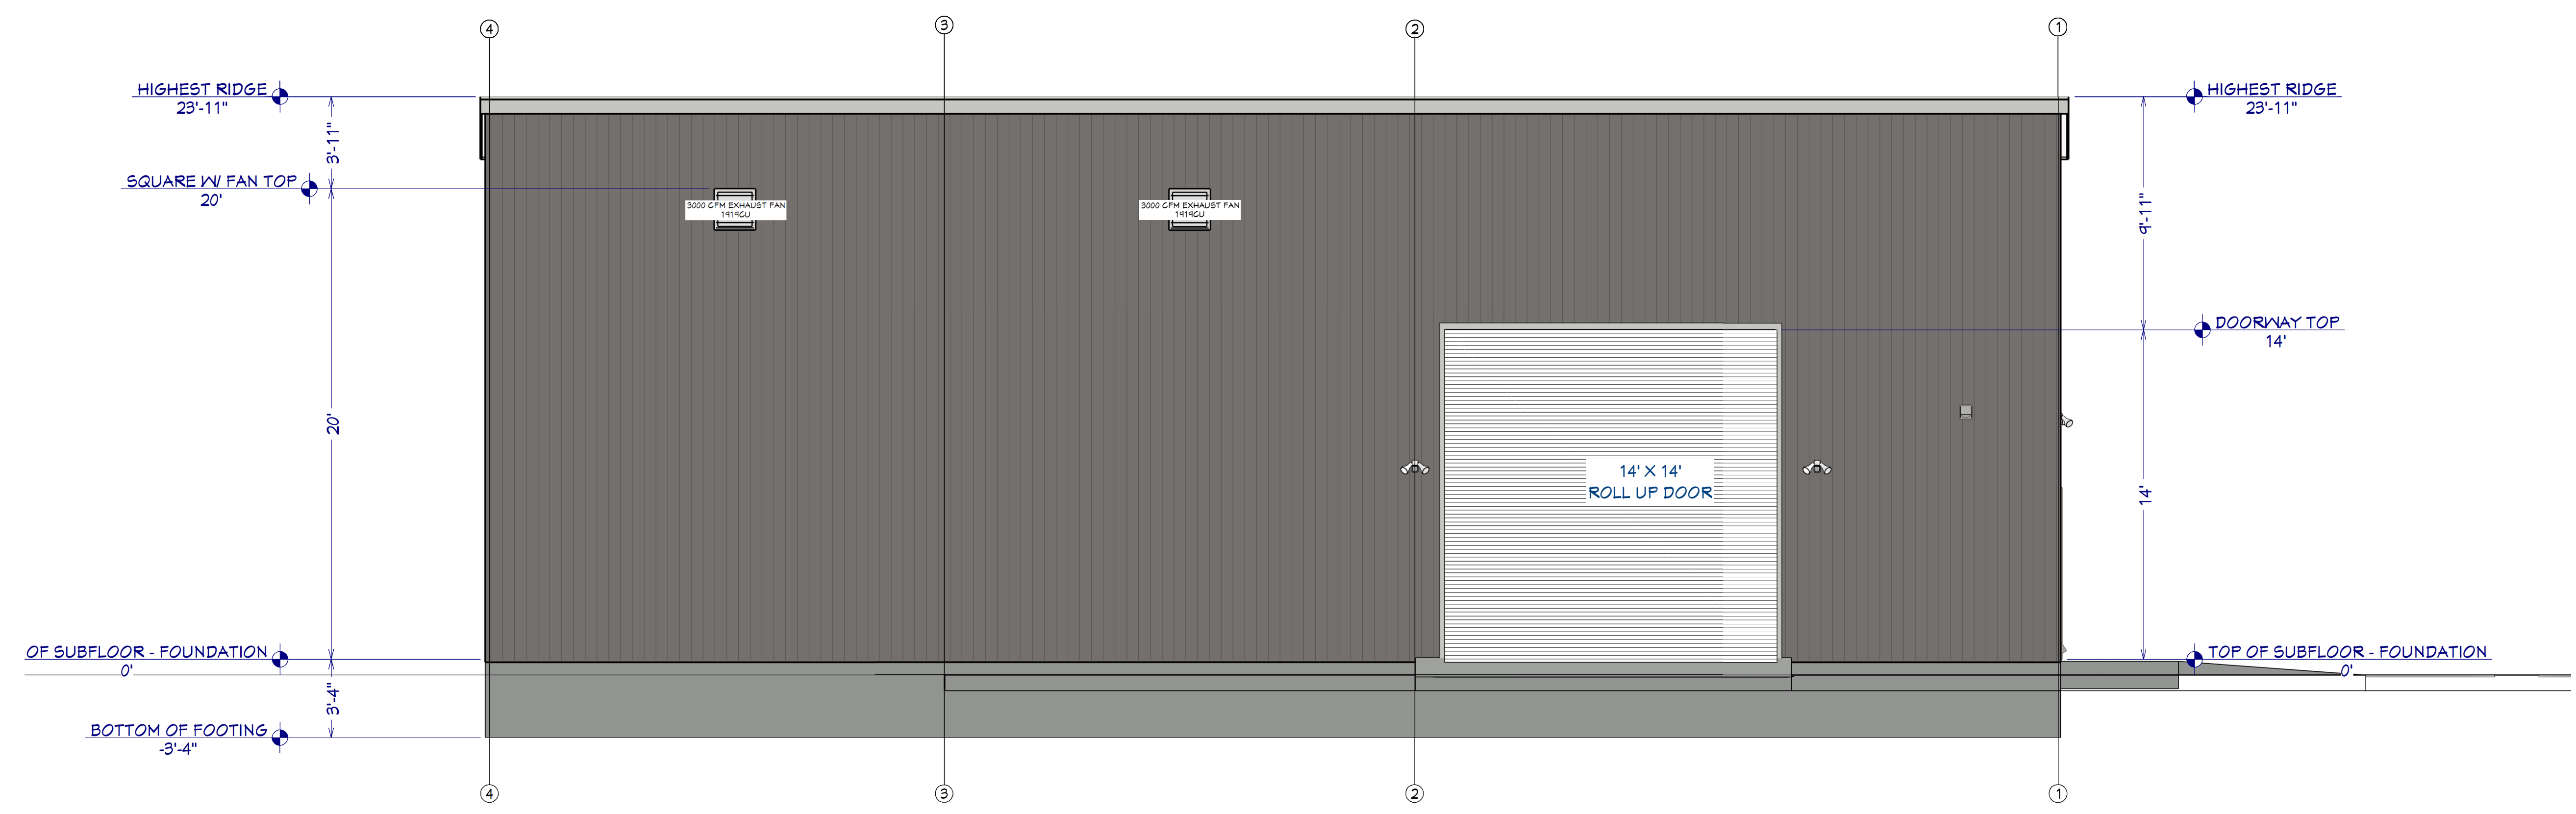 4
3
2
1
HIGHEST RIDGE
23'-11"
HIGHEST RIDGE
23'-11"
3'-11"
SQUARE W/ FAN TOP
20'
3000 CFM EXHAUST FAN
1919CU
3000 CFM EXHAUST FAN
1919CU
9'-11"
DOORWAY TOP
14'
20'
14' X 14'
ROLL UP DOOR
14'
OF SUBFLOOR - FOUNDATION
0'
TOP OF SUBFLOOR - FOUNDATION
0'
3'-4"
BOTTOM OF FOOTING
-3'-4"
4
3
2
1